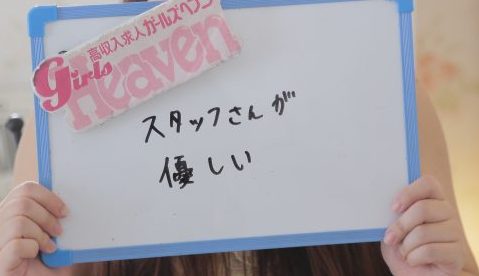 高収入求人ガールズヘブン
Girls Heaven
スタッフさんが
優しい